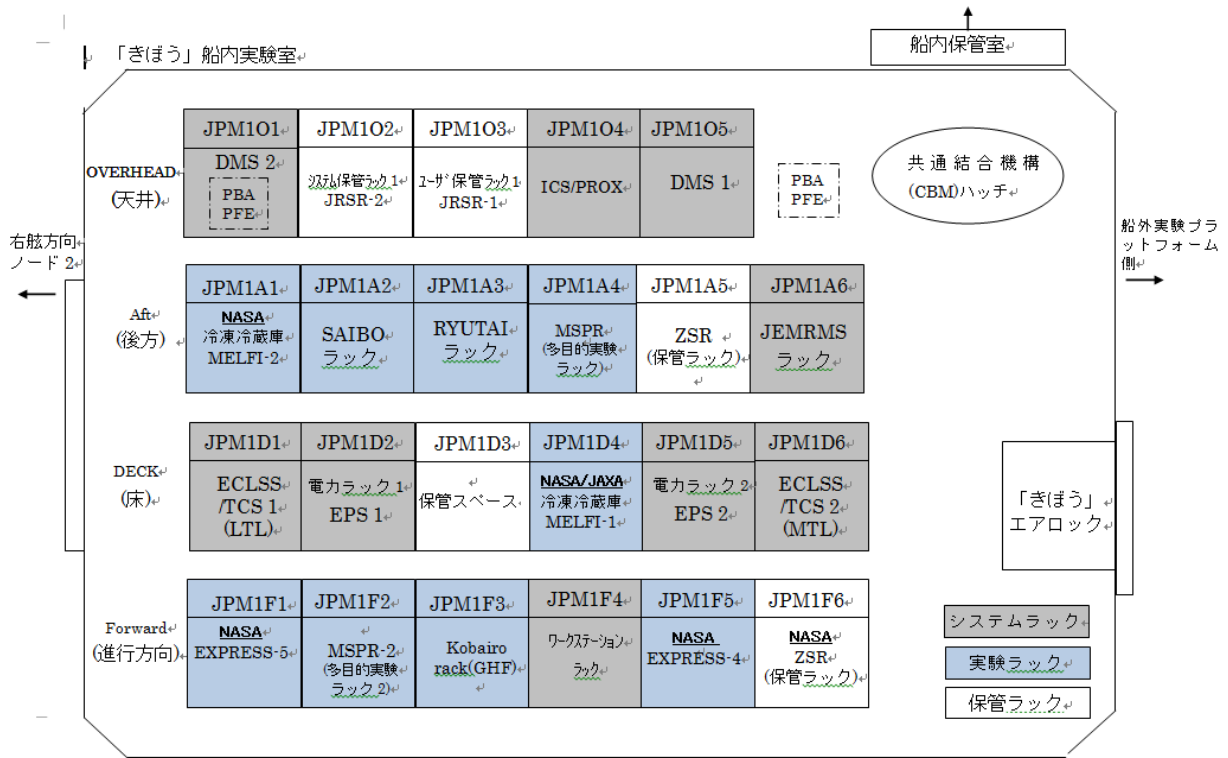 「きぼう」船内実験室
船内保管室
OVERHEAD
(天井)
JPM1O1
DMS 2
PBA
PFE
JPM1O2
システム保管ラック1
JRSR-2
JPM1O3
ユーザ保管ラック1
JRSR-1
JPM1O4
ICS/PROX
JPM1O5
DMS 1
PBA
PFE
共通結合機構
(CBM)ハッチ
右舷方向
ノード2
船外実験プラ
ットフォーム
側
Aft
(後方)
JPM1A1
NASA
冷凍冷蔵庫
MELFI-2
JPM1A2
SAIBO
ラック
JPM1A3
RYUTAI
ラック
JPM1A4
MSPR
(多目的実験
ラック)
JPM1A5
ZSR
(保管ラック)
JPM1A6
JEMRMS
ラック
DECK
(床)
JPM1D1
ECLSS
/TCS 1
(LTL)
JPM1D2
電力ラック1
EPS 1
JPM1D3
保管スペース
JPM1D4
NASA/JAXA
冷凍冷蔵庫
MELFI-1
JPM1D5
電力ラック2
EPS 2
JPM1D6
ECLSS
/TCS 2
(MTL)
「きぼう」
エアロック
Forward
(進行方向)
JPM1F1
NASA
EXPRESS-5
JPM1F2
MSPR-2
(多目的実験
ラック2)
JPM1F3
Kobairo
rack(GHF)
JPM1F4
ワークステーション
ラック
JPM1F5
NASA
EXPRESS-4
JPM1F6
NASA
ZSR
(保管ラック)
システムラック
実験ラック
保管ラック